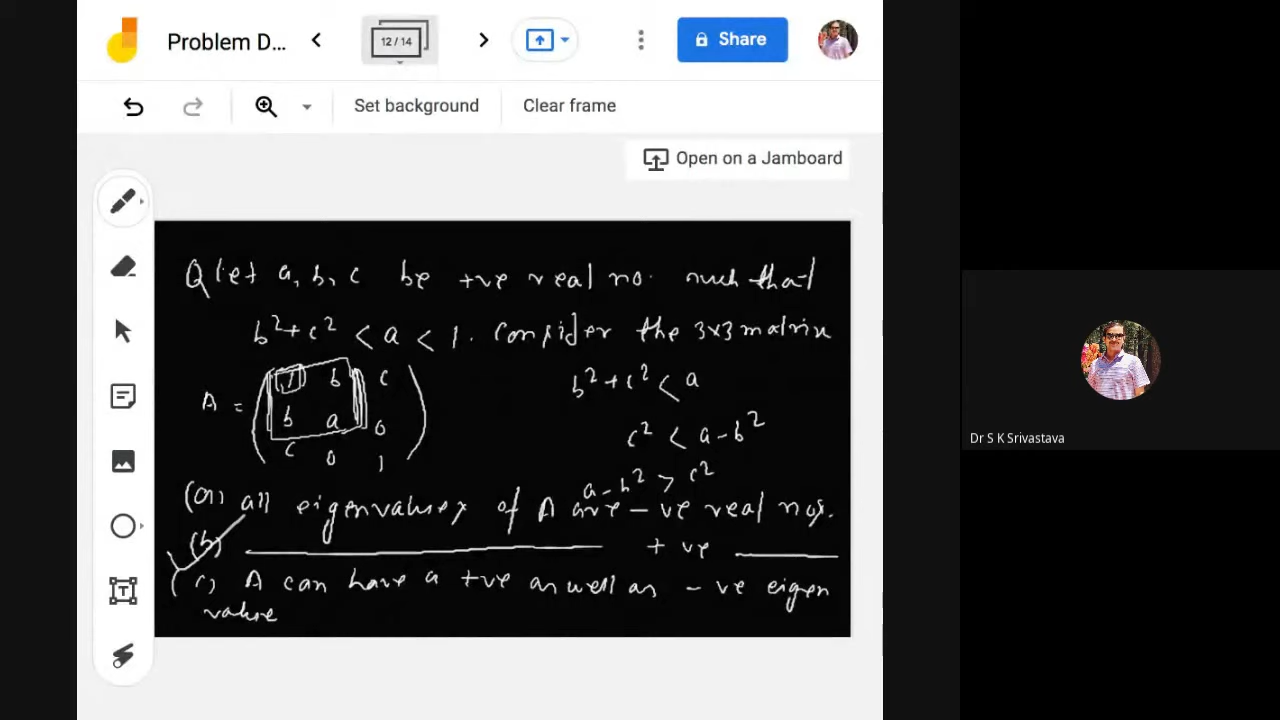 Problem D...
12/14
Share
Set background
Clear frame
Open on a Jamboard
Q let a, b, c be +ve real no. such that
b²+c² < a < 1. Consider the 3x3 matrix
A = ( 1 b c
b a 0
c 0 1 )
b²+c² < a
c² < a-b²
a-b² > c²
(a) all eigenvalues of A are -ve real nos.
(b) +ve
(c) A can have a +ve as well as -ve eigen
value
Dr S K Srivastava